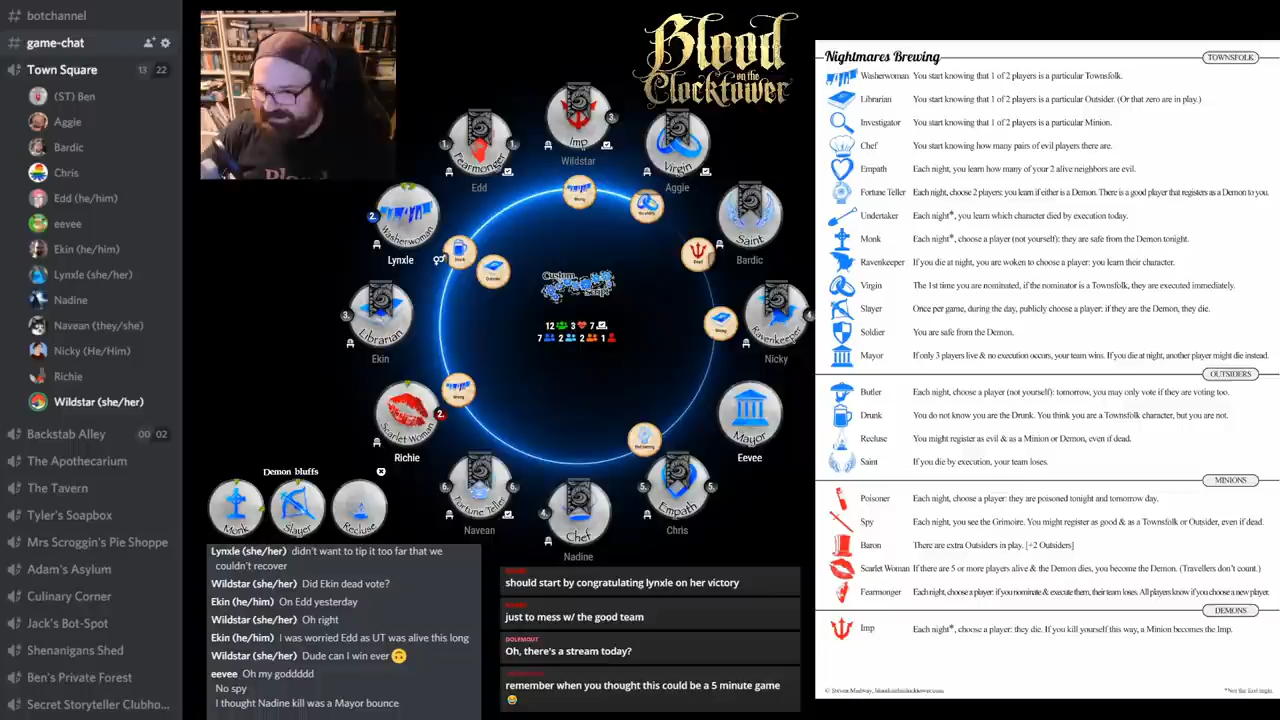 botchannel
game-chat
Town Square 13 22
STD Ben
Aggie
Bardic
Chris
Edd (he/him)
eevee
Ekin (he/him)
Lynxle (she/her)
Nadine
Navean (they/she)
Nicky (He/Him)
Richie
Wildstar (she/her)
Backstab Alley 00 02
The Apothecarium
The Tavern
Tyler's Soapbox
Mrs Scroggin's Pie Shoppe
Adam's Asylum
Culinary Corner
Jack's Bot-Spot
Shenanigans Shed
Ben's Private Forest
Secret Storyteller Clubho...
Blood
on the
Clocktower
Fearmonger
Edd
Imp
Wildstar
Virgin
Aggie
Saint
Bardic
Ravenkeeper
Nicky
Mayor
Eevee
Empath
Chris
Chef
Nadine
Fortune Teller
Navean
Scarlet Woman
Richie
Librarian
Ekin
Washerwoman
Lynxle
Custom
Script
12 3 7
7 2 2 1
Demon bluffs
Monk
Slayer
Recluse
Lynxle (she/her) didn't want to tip it too far that we
couldn't recover
Wildstar (she/her) Did Ekin dead vote?
Ekin (he/him) On Edd yesterday
Wildstar (she/her) Oh right
Ekin (he/him) I was worried Edd as UT was alive this long
Wildstar (she/her) Dude can I win ever 🙃
eevee Oh my goddddd
No spy
I thought Nadine kill was a Mayor bounce
should start by congratulating lynxle on her victory
just to mess w/ the good team
DOLEMOUT
Oh, there's a stream today?
remember when you thought this could be a 5 minute game
😂
Nightmares Brewing
TOWNSFOLK
Washerwoman You start knowing that 1 of 2 players is a particular Townsfolk.
Librarian You start knowing that 1 of 2 players is a particular Outsider. (Or that zero are in play.)
Investigator You start knowing that 1 of 2 players is a particular Minion.
Chef You start knowing how many pairs of evil players there are.
Empath Each night, you learn how many of your 2 alive neighbors are evil.
Fortune Teller Each night, choose 2 players: you learn if either is a Demon. There is a good player that registers as a Demon to you.
Undertaker Each night*, you learn which character died by execution today.
Monk Each night*, choose a player (not yourself): they are safe from the Demon tonight.
Ravenkeeper If you die at night, you are woken to choose a player: you learn their character.
Virgin The 1st time you are nominated, if the nominator is a Townsfolk, they are executed immediately.
Slayer Once per game, during the day, publicly choose a player: if they are the Demon, they die.
Soldier You are safe from the Demon.
Mayor If only 3 players live & no execution occurs, your team wins. If you die at night, another player might die instead.
OUTSIDERS
Butler Each night, choose a player (not yourself): tomorrow, you may only vote if they are voting too.
Drunk You do not know you are the Drunk. You think you are a Townsfolk character, but you are not.
Recluse You might register as evil & as a Minion or Demon, even if dead.
Saint If you die by execution, your team loses.
MINIONS
Poisoner Each night, choose a player: they are poisoned tonight and tomorrow day.
Spy Each night, you see the Grimoire. You might register as good & as a Townsfolk or Outsider, even if dead.
Baron There are extra Outsiders in play. [+2 Outsiders]
Scarlet Woman If there are 5 or more players alive & the Demon dies, you become the Demon. (Travellers don't count.)
Fearmonger Each night, choose a player: if you nominate & execute them, their team loses. All players know if you choose a new player.
DEMONS
Imp Each night*, choose a player: they die. If you kill yourself this way, a Minion becomes the Imp.
© Steven Medway, bloodontheclocktower.com
*Not the first night